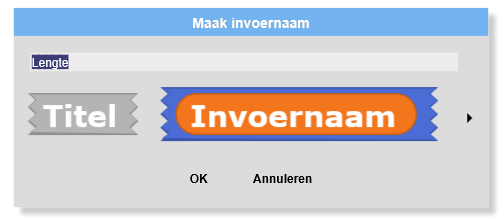 Maak invoernaam
Lengte
Titel Invoernaam
OK Annuleren